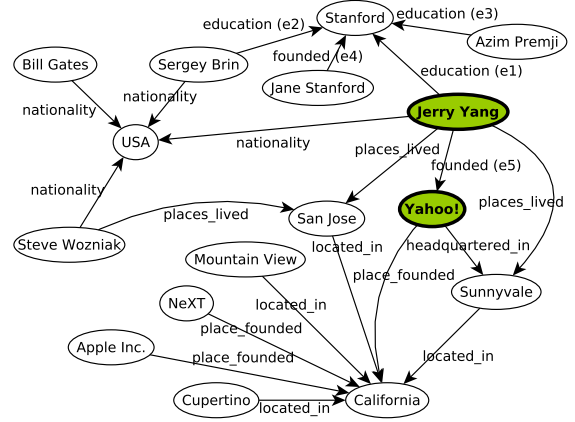 education (e2)
Stanford
education (e3)
Azim Premji
Bill Gates
Sergey Brin
founded (e4)
Jane Stanford
education (e1)
nationality
nationality
Jerry Yang
USA
nationality
places_lived
founded (e5)
nationality
places_lived
San Jose
Yahoo!
places_lived
Steve Wozniak
located_in
headquartered_in
Mountain View
place_founded
Sunnyvale
NeXT
located_in
place_founded
Apple Inc.
place_founded
located_in
Cupertino
located_in
California